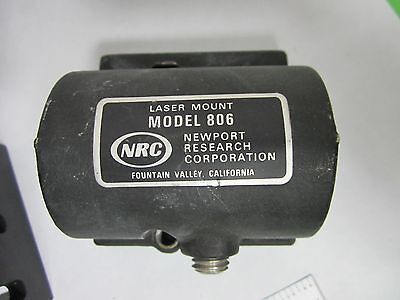 LASER MOUNT
MODEL 806
NRC
NEWPORT
RESEARCH
CORPORATION
FOUNTAIN VALLEY, CALIFORNIA